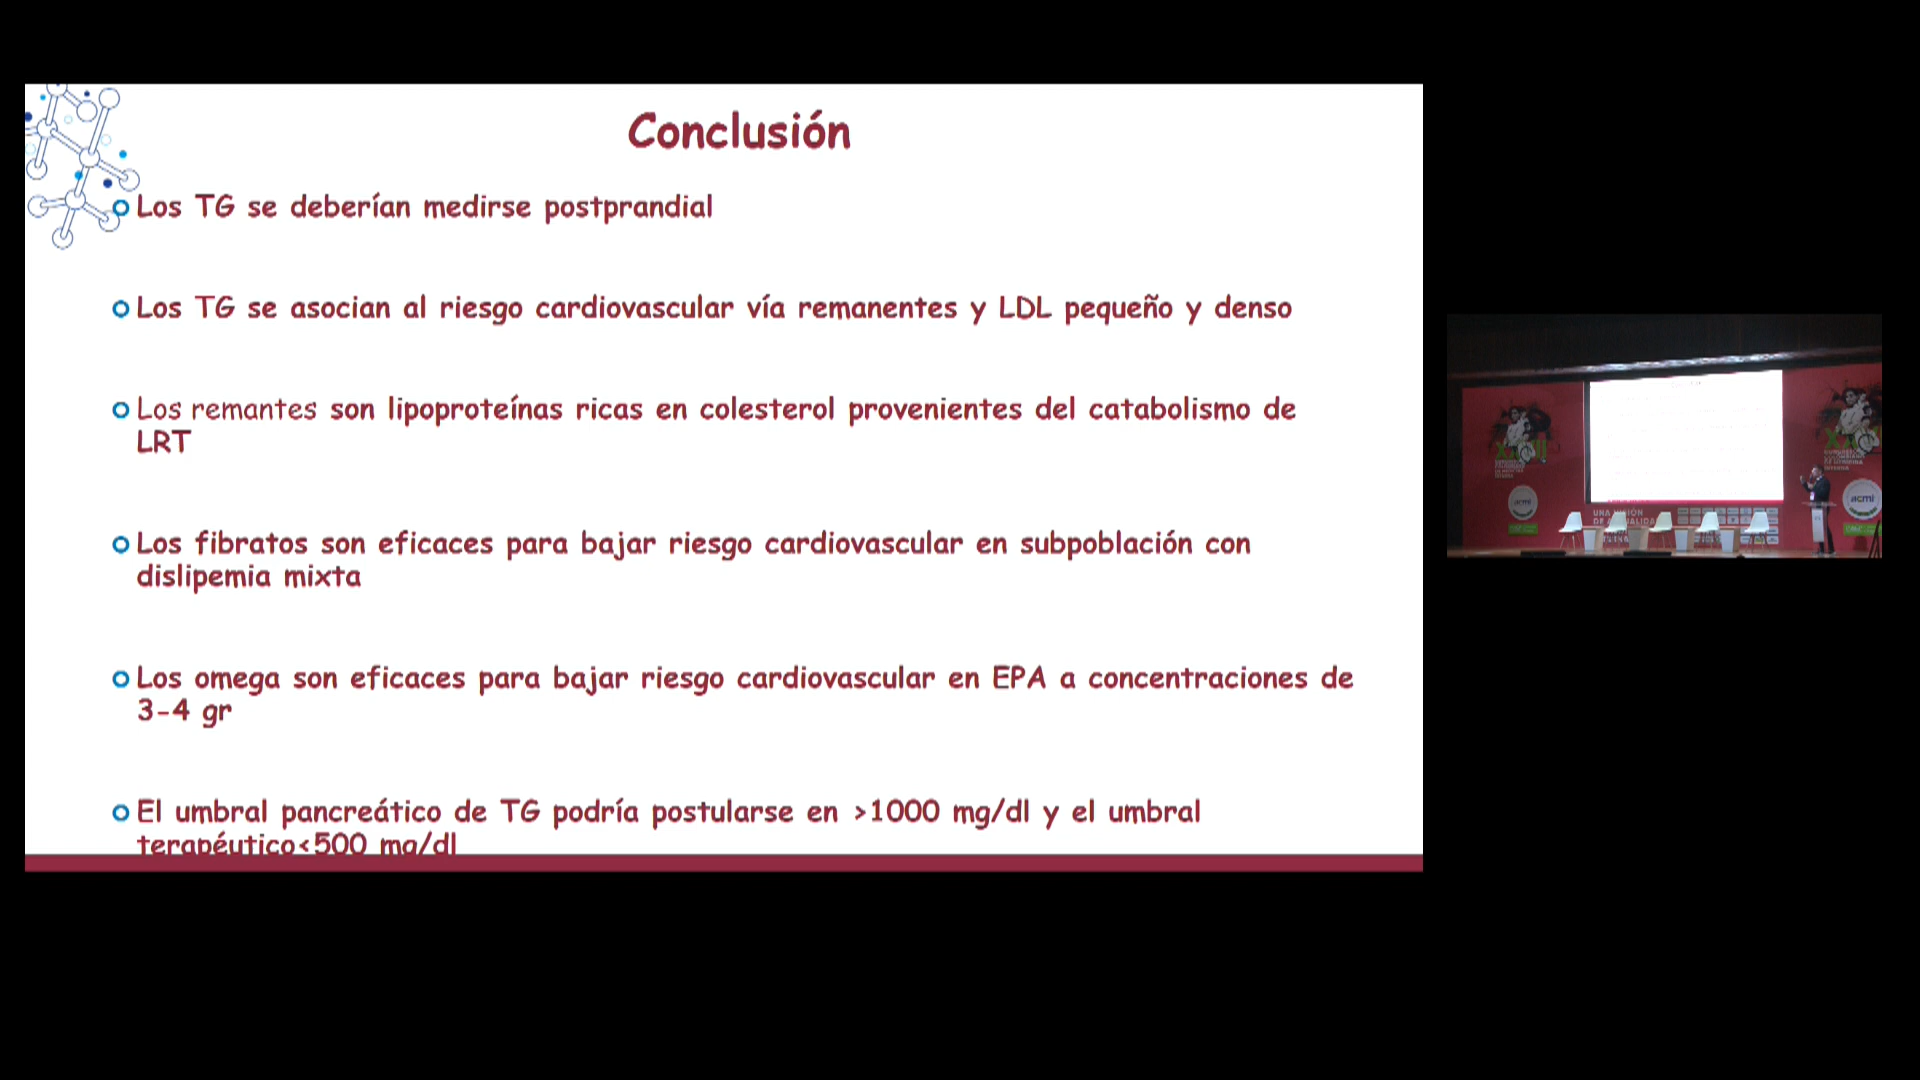 Conclusión
Los TG se deberían medirse postprandial
Los TG se asocian al riesgo cardiovascular vía remanentes y LDL pequeño y denso
Los remantes son lipoproteínas ricas en colesterol provenientes del catabolismo de
LRT
Los fibratos son eficaces para bajar riesgo cardiovascular en subpoblación con
dislipemia mixta
Los omega son eficaces para bajar riesgo cardiovascular en EPA a concentraciones de
3-4 gr
El umbral pancreático de TG podría postularse en >1000 mg/dl y el umbral
terapéutico<500 mg/dl
acmi